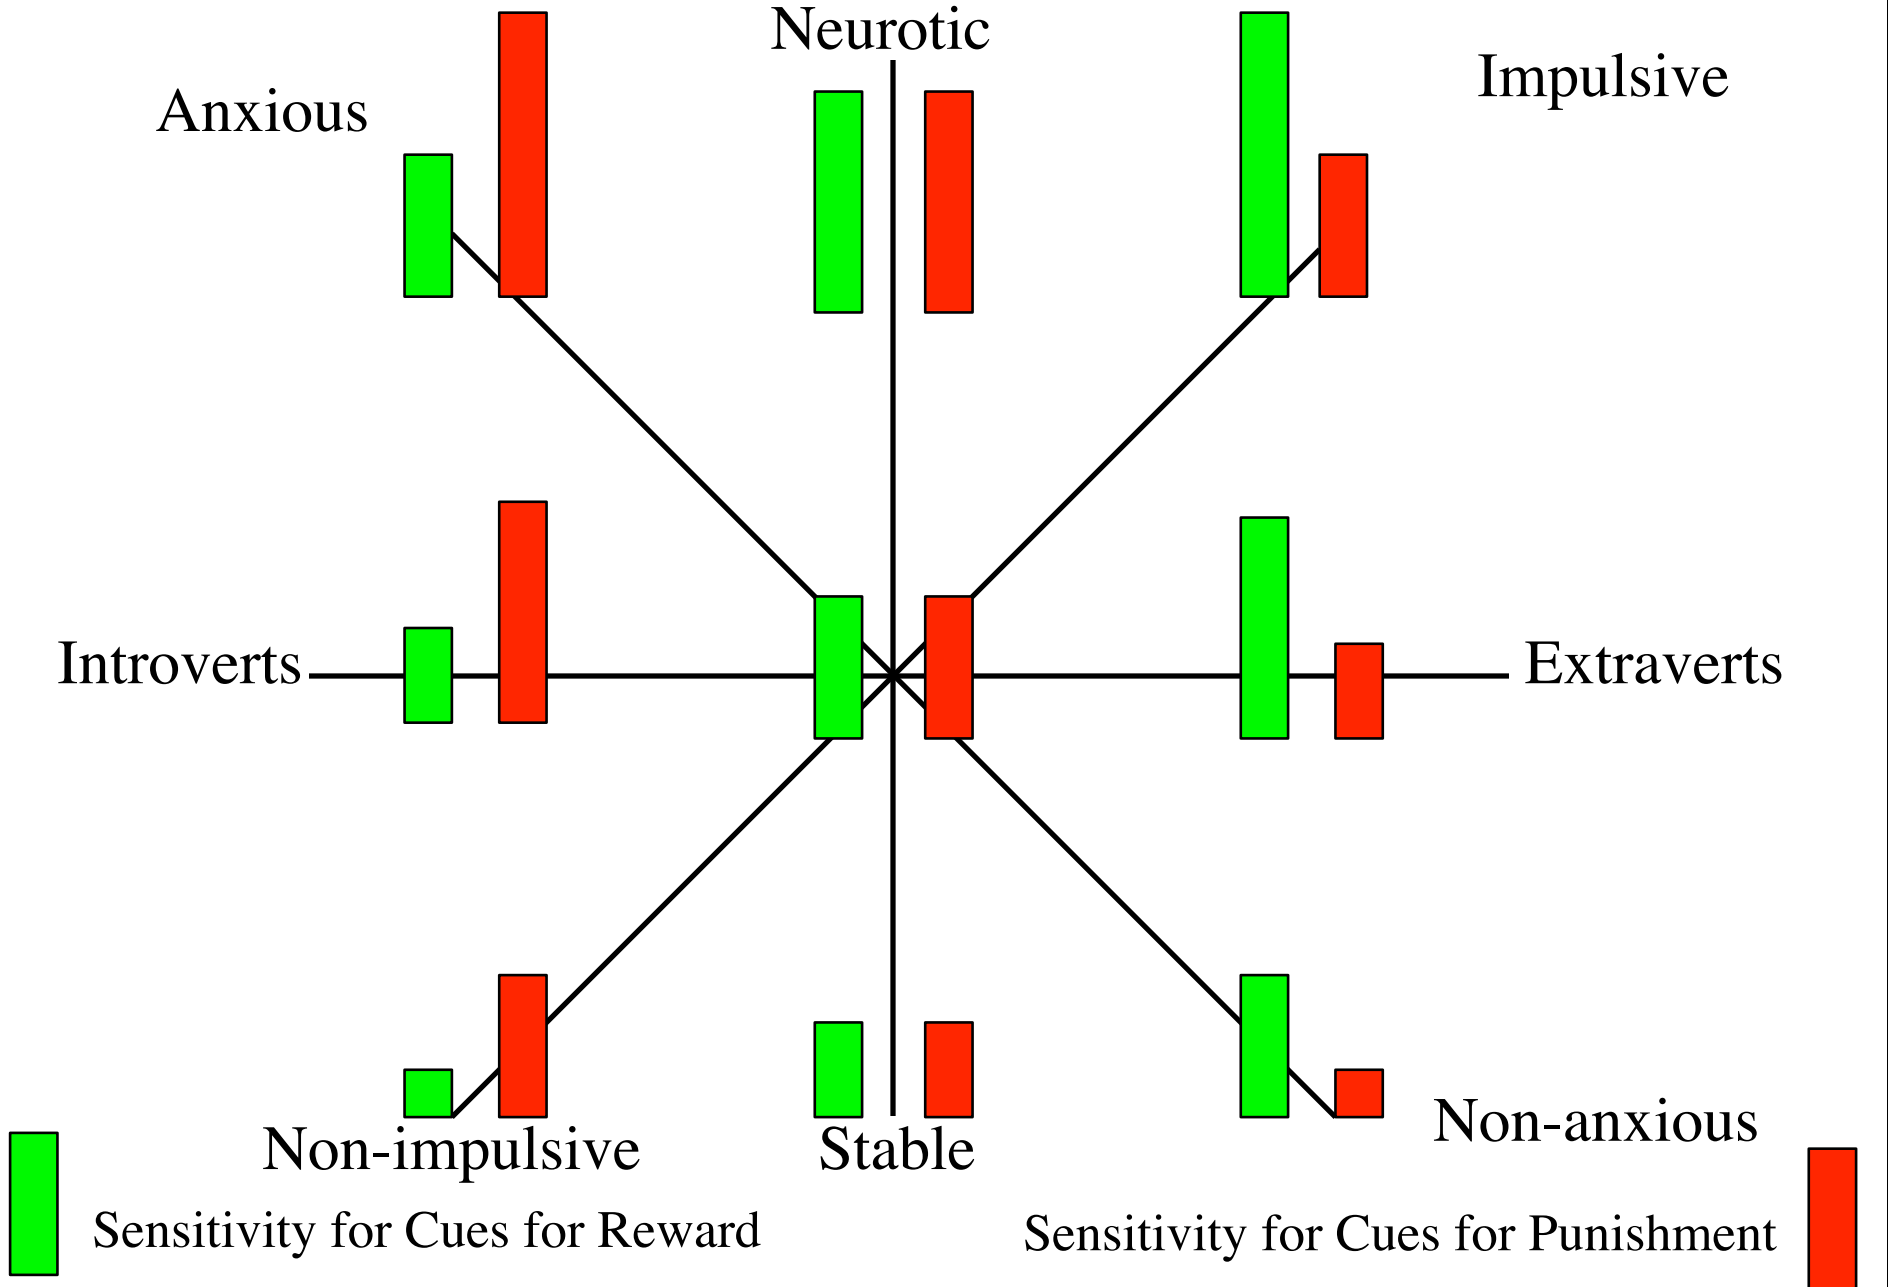 Neurotic
Impulsive
Anxious
Introverts
Extraverts
Non-anxious
Non-impulsive
Stable
Sensitivity for Cues for Reward
Sensitivity for Cues for Punishment